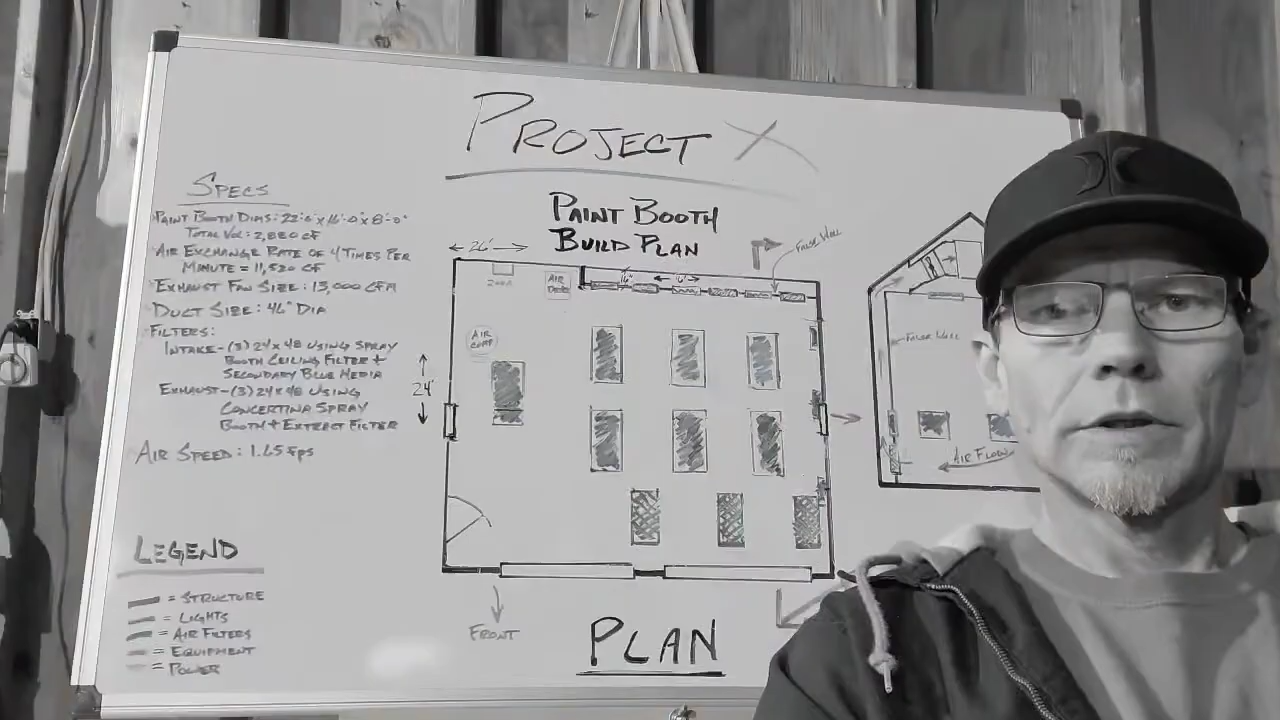 PROJECT X
SPECS
PAINT BOOTH DIMS: 22'-6" x 16'-0" x 8'-0"
TOTAL VOL: 2,880 CF
AIR EXCHANGE RATE OF 4 TIMES PER
MINUTE = 11,520 CF
EXHAUST FAN SIZE: 13,000 CFM
DUCT SIZE: 46" DIA
FILTERS:
INTAKE - (3) 24 x 48 USING SPRAY
BOOTH CEILING FILTER +
SECONDARY BLUE MEDIA
EXHAUST - (3) 24 x 48 USING
CONCERTINA SPRAY
BOOTH + EXTRACT FILTER
AIR SPEED: 1.65 fps
LEGEND
= STRUCTURE
= LIGHTS
= AIR FILTERS
= EQUIPMENT
= POWER
PAINT BOOTH
BUILD PLAN
26'
FALSE WALL
200A
AIR
AIR
COMP
24'
FRONT
PLAN
FALSE WALL
AIR FLOW